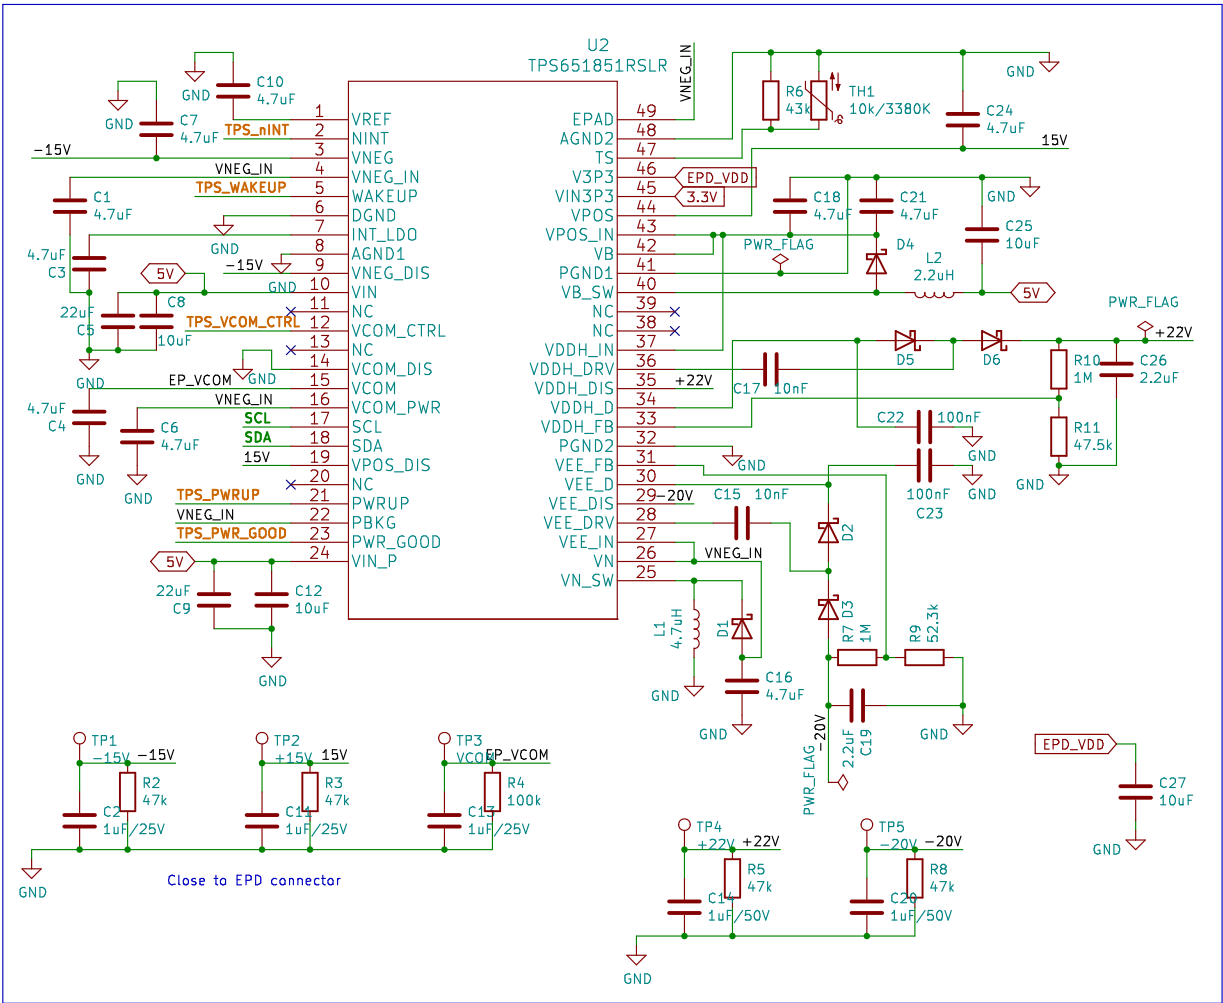 U2
TPS651851RSLR
C10
4.7uF
GND
C7
4.7uF
GND
TPS_nINT
-15V
VNEG_IN
TPS_WAKEUP
C1
4.7uF
GND
4.7uF
C3
-15V
5V
GND
C8
22uF
C5
10uF
TPS_VCOM_CTRL
GND
GND
EP_VCOM
VNEG_IN
4.7uF
C4
C6
4.7uF
SCL
SDA
15V
GND
GND
TPS_PWRUP
VNEG_IN
TPS_PWR_GOOD
5V
22uF
C9
C12
10uF
GND
1 VREF
2 NINT
3 VNEG
4 VNEG_IN
5 WAKEUP
6 DGND
7 INT_LDO
8 AGND1
9 VNEG_DIS
10 VIN
11 NC
12 VCOM_CTRL
13 NC
14 VCOM_DIS
15 VCOM
16 VCOM_PWR
17 SCL
18 SDA
19 VPOS_DIS
20 NC
21 PWRUP
22 PBKG
23 PWR_GOOD
24 VIN_P
EPAD 49
AGND2 48
TS 47
V3P3 46
VIN3P3 45
VPOS 44
VPOS_IN 43
VB 42
PGND1 41
VB_SW 40
NC 39
NC 38
VDDH_IN 37
VDDH_DRV 36
VDDH_DIS 35
VDDH_D 34
VDDH_FB 33
PGND2 32
VEE_FB 31
VEE_D 30
VEE_DIS 29
VEE_DRV 28
VEE_IN 27
VN 26
VN_SW 25
VNEG_IN
R6
43k
TH1
10k/3380K
GND
C24
4.7uF
15V
EPD_VDD
3.3V
C18
4.7uF
C21
4.7uF
GND
C25
10uF
PWR_FLAG
D4
L2
2.2uH
5V
PWR_FLAG
+22V
D5
D6
R10
1M
C26
2.2uF
+22V
C17
10nF
C22
100nF
GND
R11
47.5k
GND
GND
100nF
C23
GND
-20V
C15
10nF
VNEG_IN
D2
D3
L1
4.7uH
D1
R7
1M
R9
52.3k
GND
C16
4.7uF
GND
-20V
PWR_FLAG
2.2uF
C19
GND
EPD_VDD
C27
10uF
GND
TP1
-15V
-15V
R2
47k
C2
1uF/25V
TP2
+15V
15V
R3
47k
C11
1uF/25V
TP3
VCOM
EP_VCOM
R4
100k
C13
1uF/25V
GND
Close to EPD connector
TP4
+22V
+22V
R5
47k
C14
1uF/50V
TP5
-20V
-20V
R8
47k
C20
1uF/50V
GND